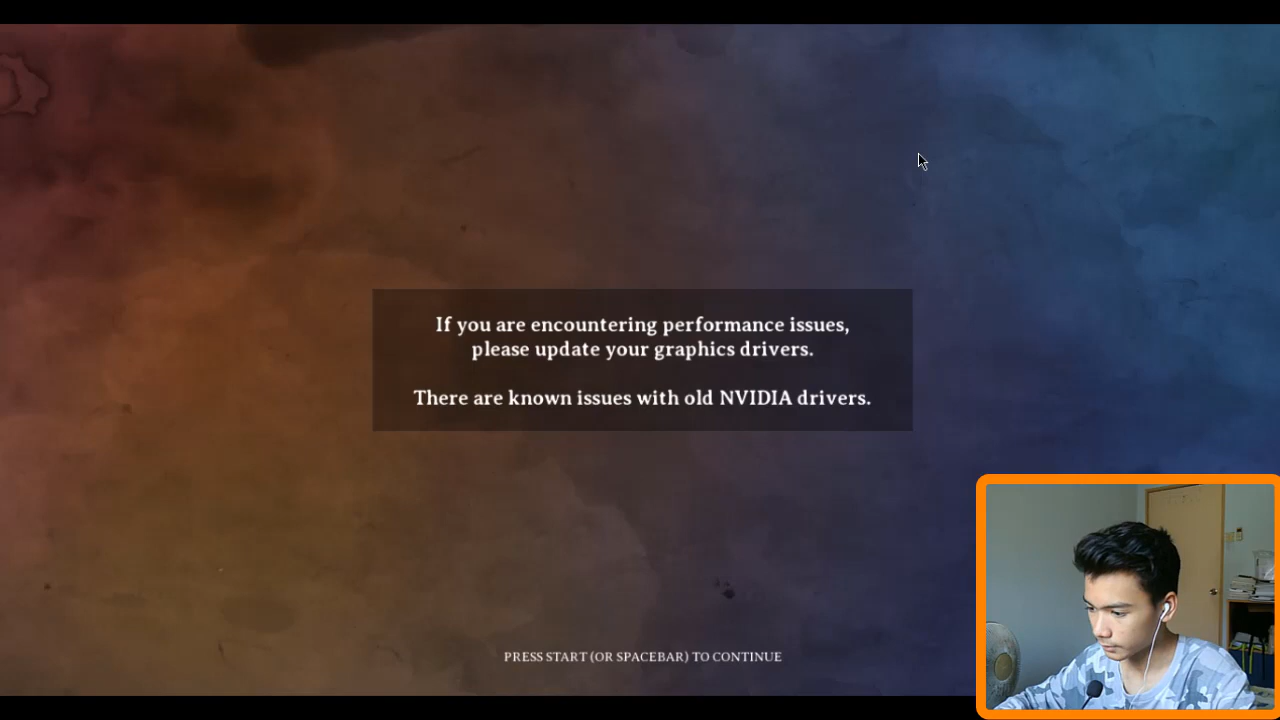 If you are encountering performance issues,
please update your graphics drivers.
There are known issues with old NVIDIA drivers.
PRESS START (OR SPACEBAR) TO CONTINUE